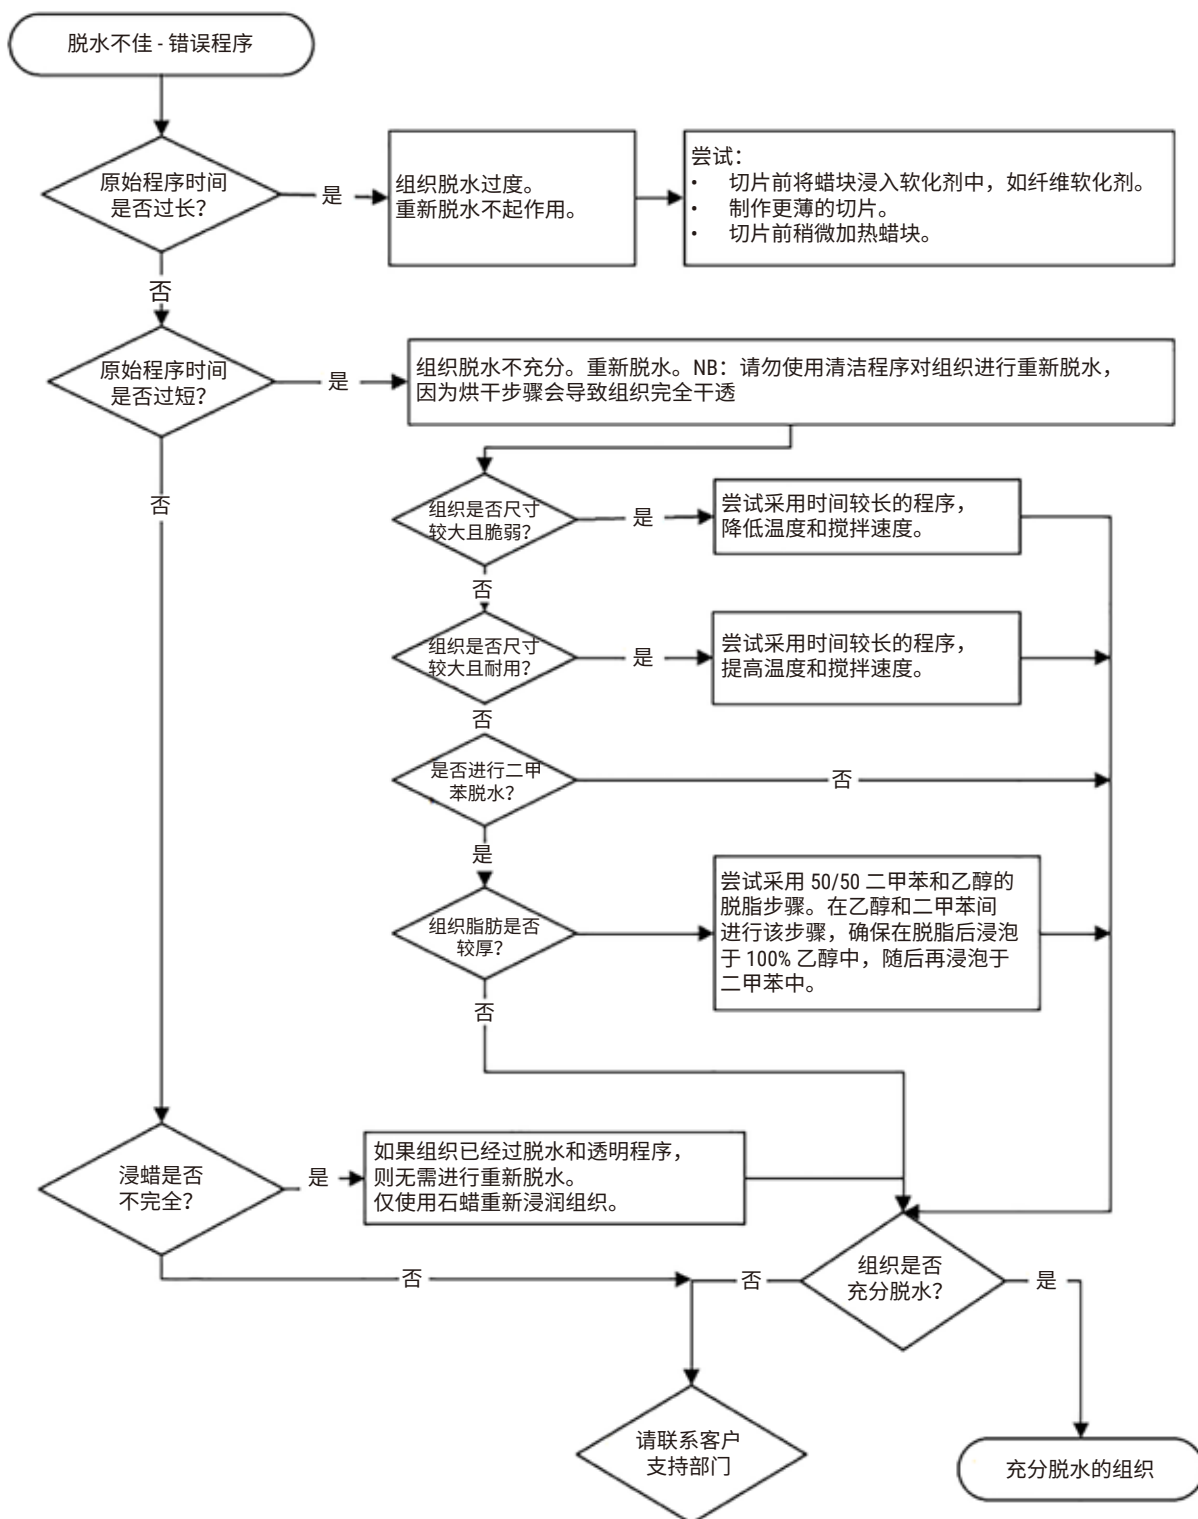 脱水不佳 - 错误程序
原始程序时间
是否过长？
是
组织脱水过度。
重新脱水不起作用。
尝试：
• 切片前将蜡块浸入软化剂中，如纤维软化剂。
• 制作更薄的切片。
• 切片前稍微加热蜡块。
否
原始程序时间
是否过短？
是
组织脱水不充分。重新脱水。NB：请勿使用清洁程序对组织进行重新脱水，
因为烘干步骤会导致组织完全干透
否
组织是否尺寸
较大且脆弱？
是
尝试采用时间较长的程序，
降低温度和搅拌速度。
否
组织是否尺寸
较大且耐用？
是
尝试采用时间较长的程序，
提高温度和搅拌速度。
否
是否进行二甲
苯脱水？
否
是
组织脂肪是否
较厚？
尝试采用 50/50 二甲苯和乙醇的
脱脂步骤。在乙醇和二甲苯间
进行该步骤，确保在脱脂后浸泡
于 100% 乙醇中，随后再浸泡于
二甲苯中。
否
浸蜡是否
不完全？
是
如果组织已经过脱水和透明程序，
则无需进行重新脱水。
仅使用石蜡重新浸润组织。
否
组织是否
充分脱水？
否
是
请联系客户
支持部门
充分脱水的组织